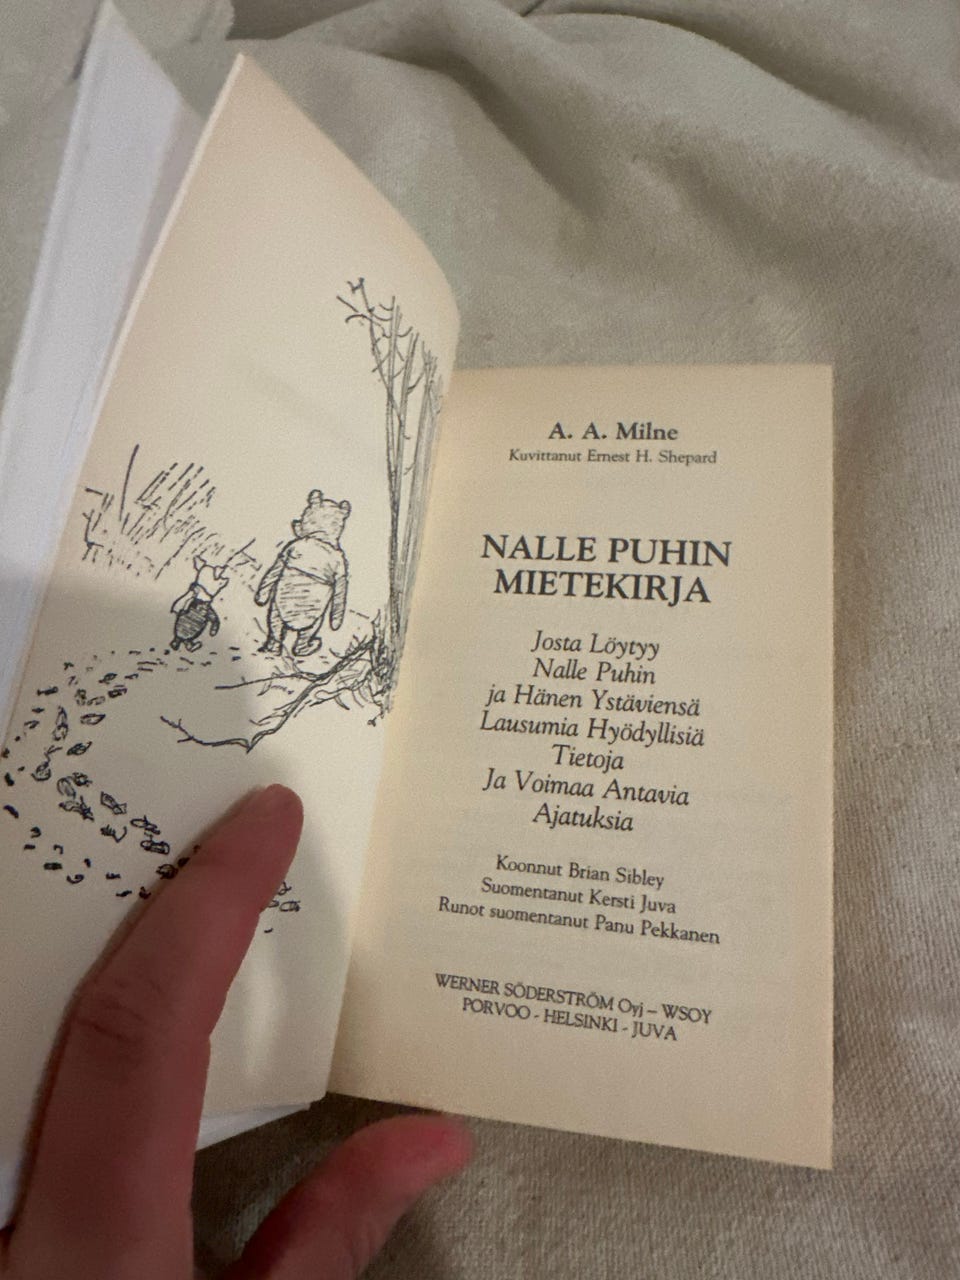 A. A. Milne
Kuvittanut Ernest H. Shepard
NALLE PUHIN
MIETEKIRJA
Josta Löytyy
Nalle Puhin
ja Hänen Ystäviensä
Lausumia Hyödyllisiä
Tietoja
Ja Voimaa Antavia
Ajatuksia
Koonnut Brian Sibley
Suomentanut Kersti Juva
Runot suomentanut Panu Pekkanen
WERNER SÖDERSTRÖM Oyj – WSOY
PORVOO - HELSINKI - JUVA